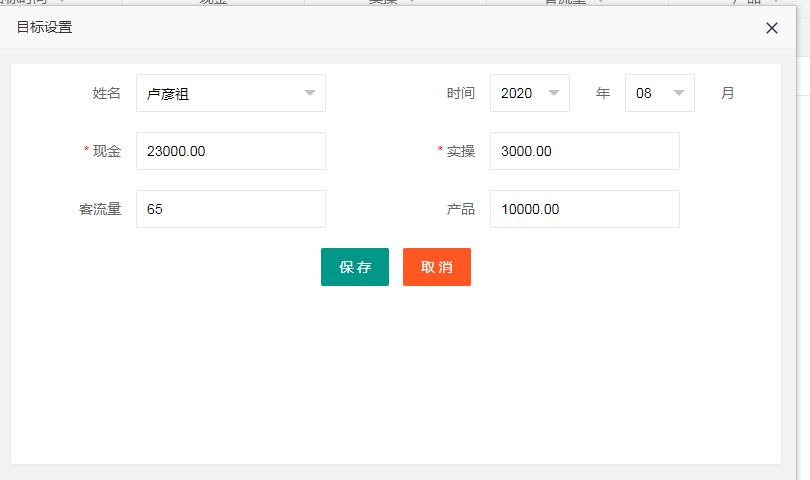 目标设置
姓名 卢彦祖 时间 2020 年 08 月
* 现金 23000.00 * 实操 3000.00
客流量 65 产品 10000.00
保存 取消